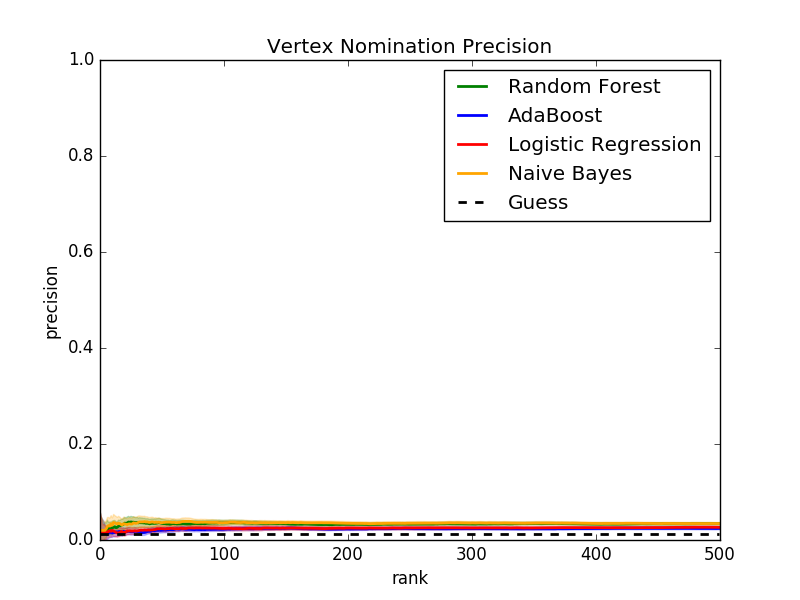 Vertex Nomination Precision
1.0
0.8
0.6
0.4
0.2
0.0
precision
Random Forest
AdaBoost
Logistic Regression
Naive Bayes
Guess
0 100 200 300 400 500
rank